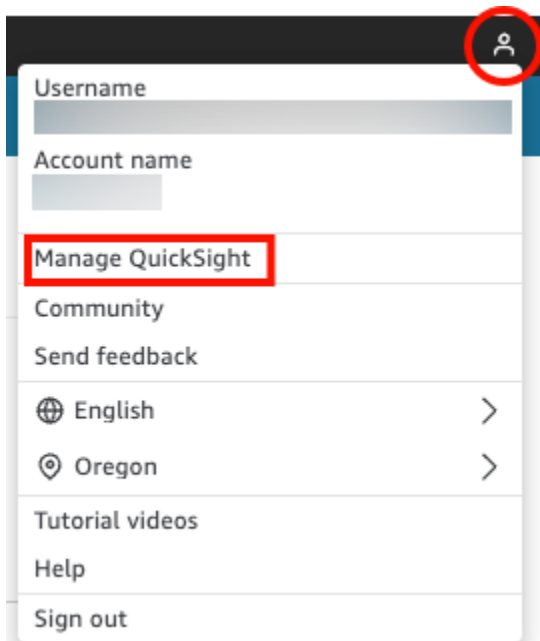 Username
Account name
Manage QuickSight
Community
Send feedback
English
Oregon
Tutorial videos
Help
Sign out